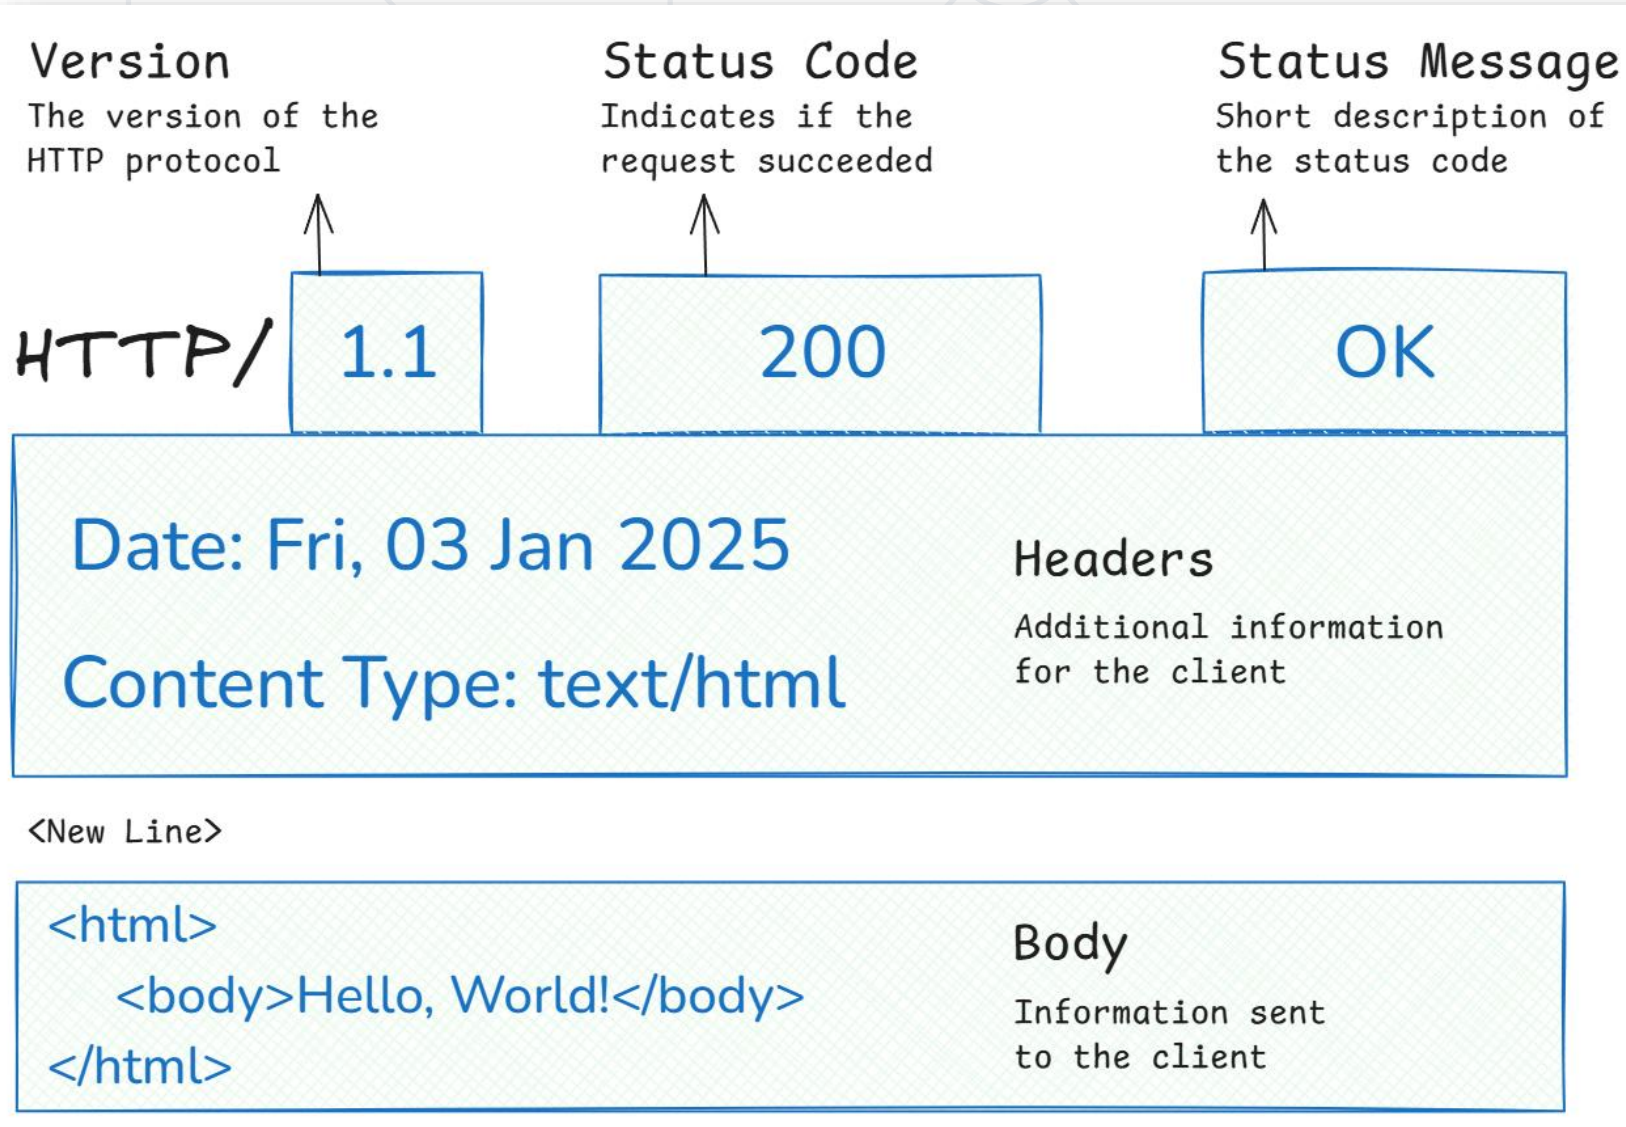 Version
The version of the
HTTP protocol
Status Code
Indicates if the
request succeeded
Status Message
Short description of
the status code
HTTP/ 1.1 200 OK
Date: Fri, 03 Jan 2025
Content Type: text/html
Headers
Additional information
for the client
<New Line>
<html>
<body>Hello, World!</body>
</html>
Body
Information sent
to the client